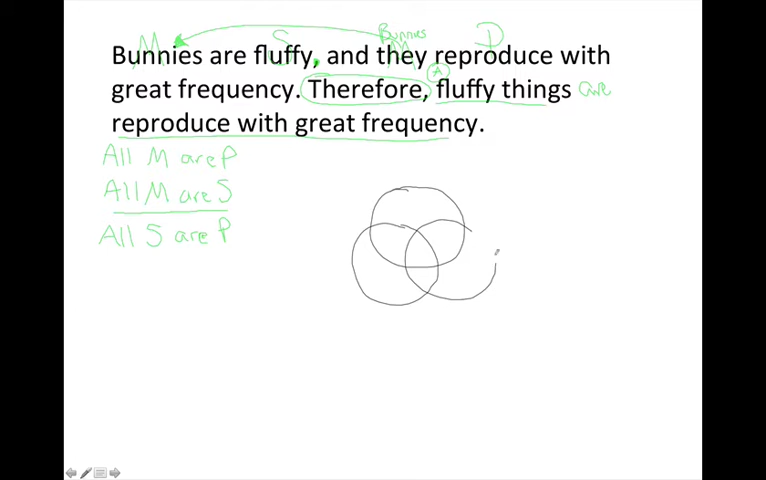 M S Bunnies M P
Bunnies are fluffy, and they reproduce with
A
great frequency. Therefore, fluffy things are
reproduce with great frequency.
All M are P
All M are S
All S are P